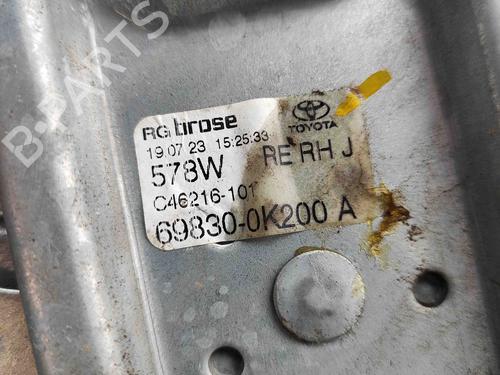 B-PARTS
RG brose
TOYOTA
19.07.23 15:25:33
578W RE RH J
C46216-101
69830-0K200 A